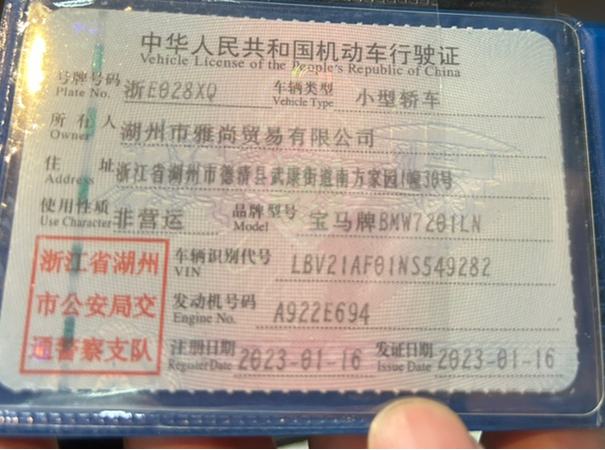 中华人民共和国机动车行驶证
Vehicle License of the People's Republic of China
号牌号码 Plate No. 浙E028XQ 车辆类型 Vehicle Type 小型轿车
所有人 Owner 湖州市雅尚贸易有限公司
住址 Address 浙江省湖州市德清县武康街道南方家园1幢30号
使用性质 Use Character 非营运 品牌型号 Model 宝马牌BMW7201LN
车辆识别代号 VIN LBV21AF01NS549282
发动机号码 Engine No. A922E694
注册日期 Register Date 2023-01-16 发证日期 Issue Date 2023-01-16
浙江省湖州
市公安局交
通警察支队